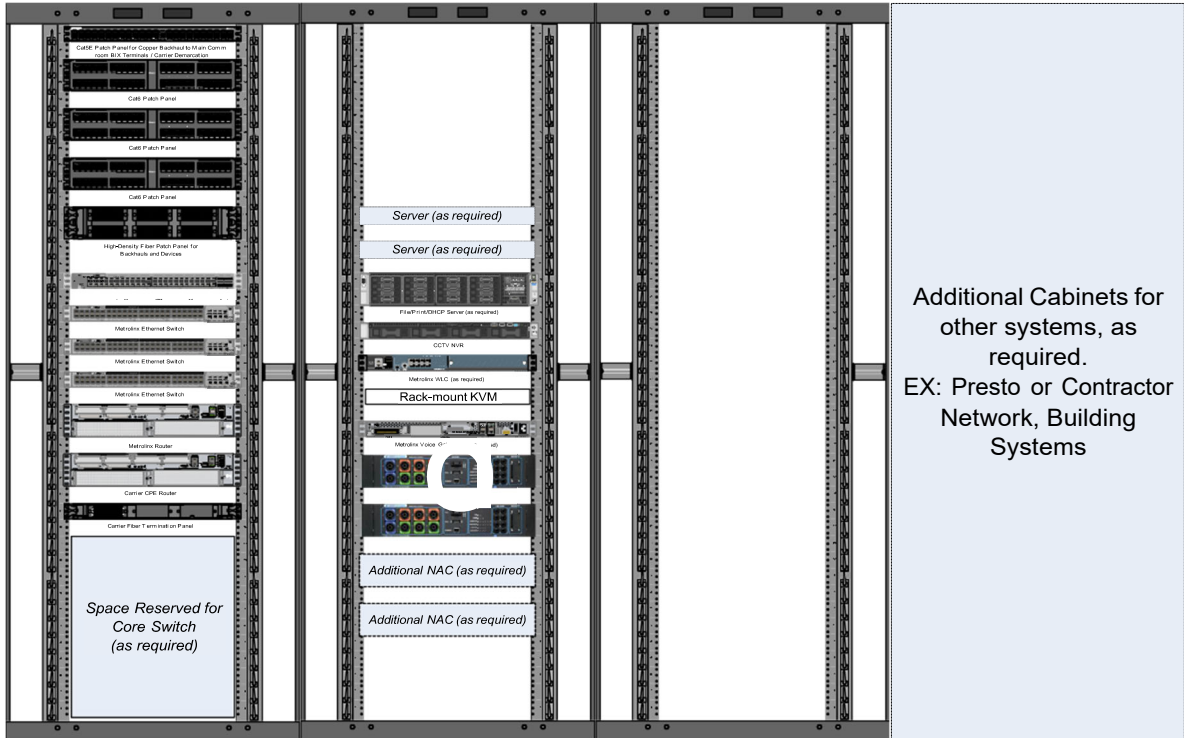 Cat5E Patch Panel for Copper Backhaul to Main Comm
room BIX Terminals / Carrier Demarcation
Cat6 Patch Panel
Cat6 Patch Panel
Cat6 Patch Panel
High-Density Fiber Patch Panel for
Backhauls and Devices
Metrolinx Ethernet Switch
Metrolinx Ethernet Switch
Metrolinx Ethernet Switch
Metrolinx Router
Carrier CPE Router
Carrier Fiber Termination Panel
Space Reserved for
Core Switch
(as required)
Server (as required)
Server (as required)
File/Print/DHCP Server (as required)
CCTV NVR
Metrolinx WLC (as required)
Rack-mount KVM
Metrolinx Voice
Additional NAC (as required)
Additional NAC (as required)
Additional Cabinets for
other systems, as
required.
EX: Presto or Contractor
Network, Building
Systems